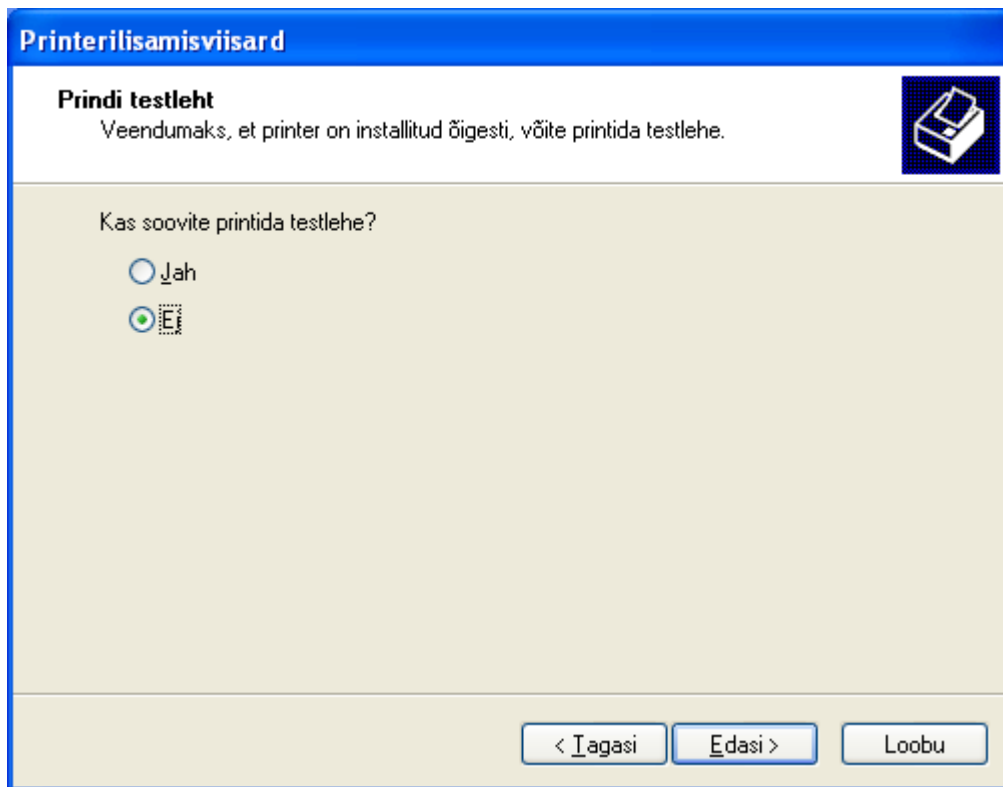 Printerilisamisviisard
Prindi testleht
Veendumaks, et printer on installitud õigesti, võite printida testlehe.
Kas soovite printida testlehe?
Jah
Ei
< Tagasi
Edasi >
Loobu